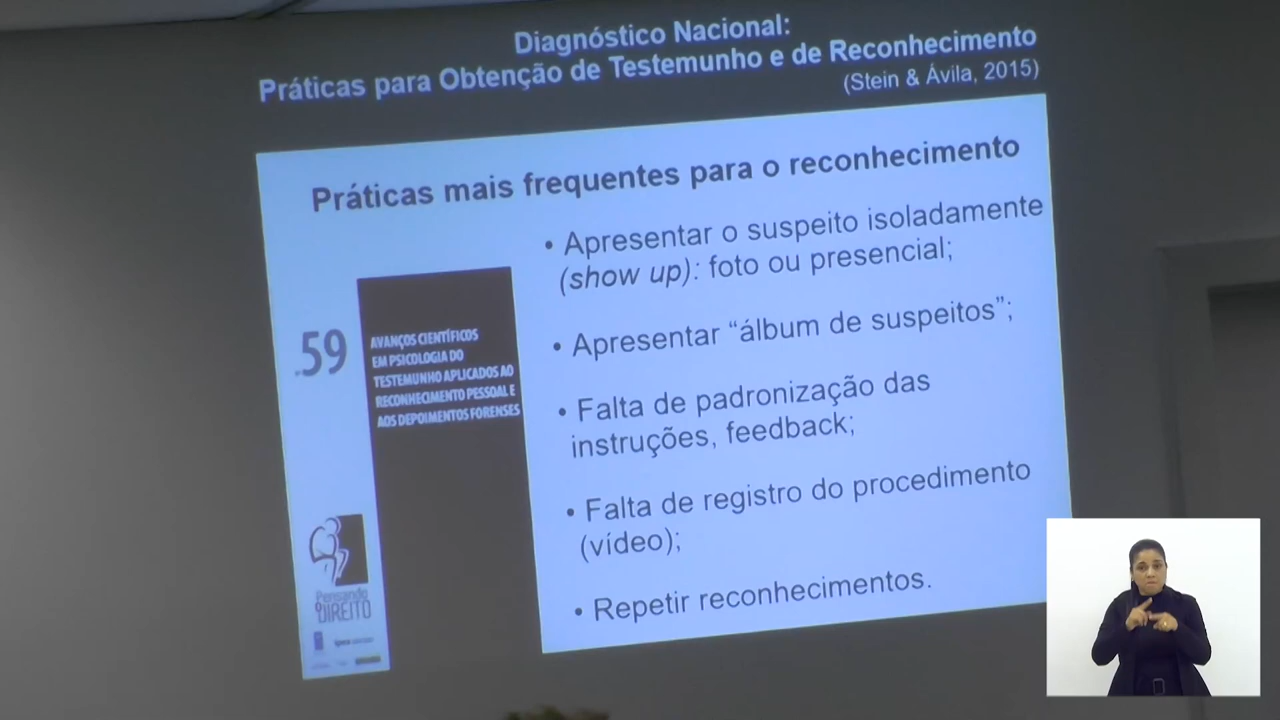 Diagnóstico Nacional:
Práticas para Obtenção de Testemunho e de Reconhecimento
(Stein & Ávila, 2015)
Práticas mais frequentes para o reconhecimento
• Apresentar o suspeito isoladamente
(show up): foto ou presencial;
• Apresentar “álbum de suspeitos”;
• Falta de padronização das
instruções, feedback;
• Falta de registro do procedimento
(vídeo);
• Repetir reconhecimentos.
59
AVANÇOS CIENTÍFICOS
EM PSICOLOGIA DO
TESTEMUNHO APLICADOS AO
RECONHECIMENTO PESSOAL E
AOS DEPOIMENTOS FORENSES
Pensando
o DIREITO